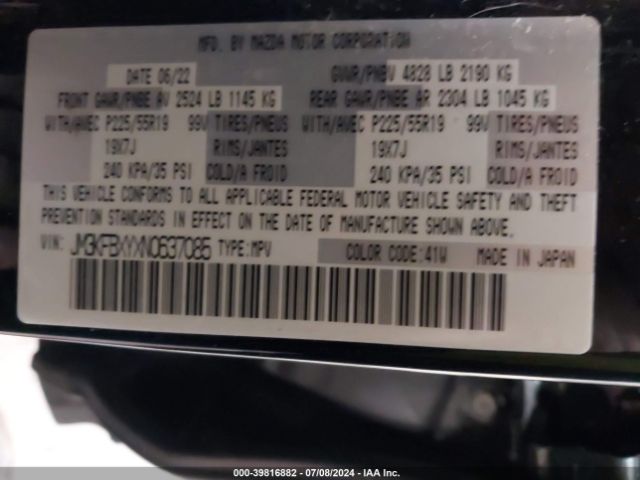 MFD. BY MAZDA MOTOR CORPORATION
DATE 06/22 GVWR/PNBV 4828 LB 2190 KG
FRONT GAWR/PNBE AV 2524 LB 1145 KG REAR GAWR/PNBE AR 2304 LB 1045 KG
WITH/AVEC P225/55R19 99V TIRES/PNEUS WITH/AVEC P225/55R19 99V TIRES/PNEUS
19X7J RIMS/JANTES 19X7J RIMS/JANTES
240 KPA/35 PSI COLD/A FROID 240 KPA/35 PSI COLD/A FROID
THIS VEHICLE CONFORMS TO ALL APPLICABLE FEDERAL MOTOR VEHICLE SAFETY AND THEFT
PREVENTION STANDARDS IN EFFECT ON THE DATE OF MANUFACTURE SHOWN ABOVE.
VIN: JM3KFBXYXN0637085 TYPE: MPV COLOR CODE: 41W MADE IN JAPAN
000-39816882 - 07/08/2024 - IAA Inc.